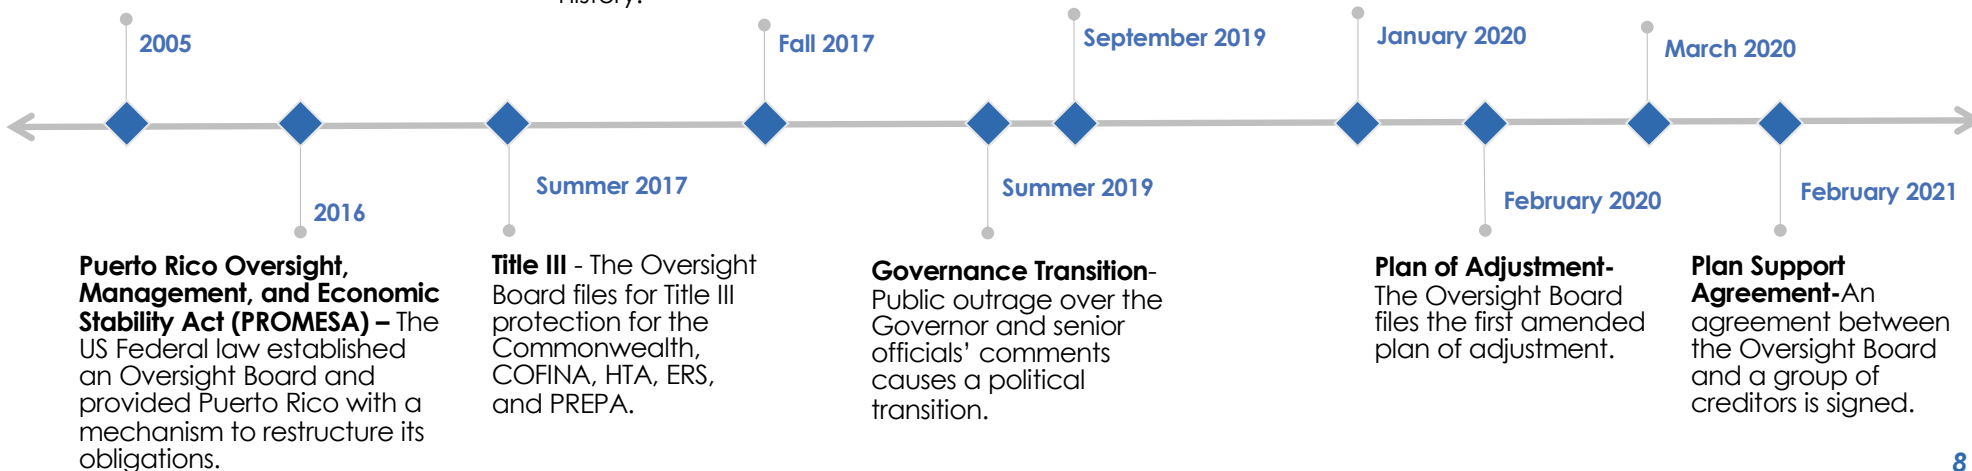 History.
2005
Fall 2017
September 2019
January 2020
March 2020
2016
Summer 2017
Summer 2019
February 2020
February 2021
Puerto Rico Oversight,
Management, and Economic
Stability Act (PROMESA) – The
US Federal law established
an Oversight Board and
provided Puerto Rico with a
mechanism to restructure its
obligations.
Title III - The Oversight
Board files for Title III
protection for the
Commonwealth,
COFINA, HTA, ERS,
and PREPA.
Governance Transition-
Public outrage over the
Governor and senior
officials’ comments
causes a political
transition.
Plan of Adjustment-
The Oversight Board
files the first amended
plan of adjustment.
Plan Support
Agreement-An
agreement between
the Oversight Board
and a group of
creditors is signed.
8